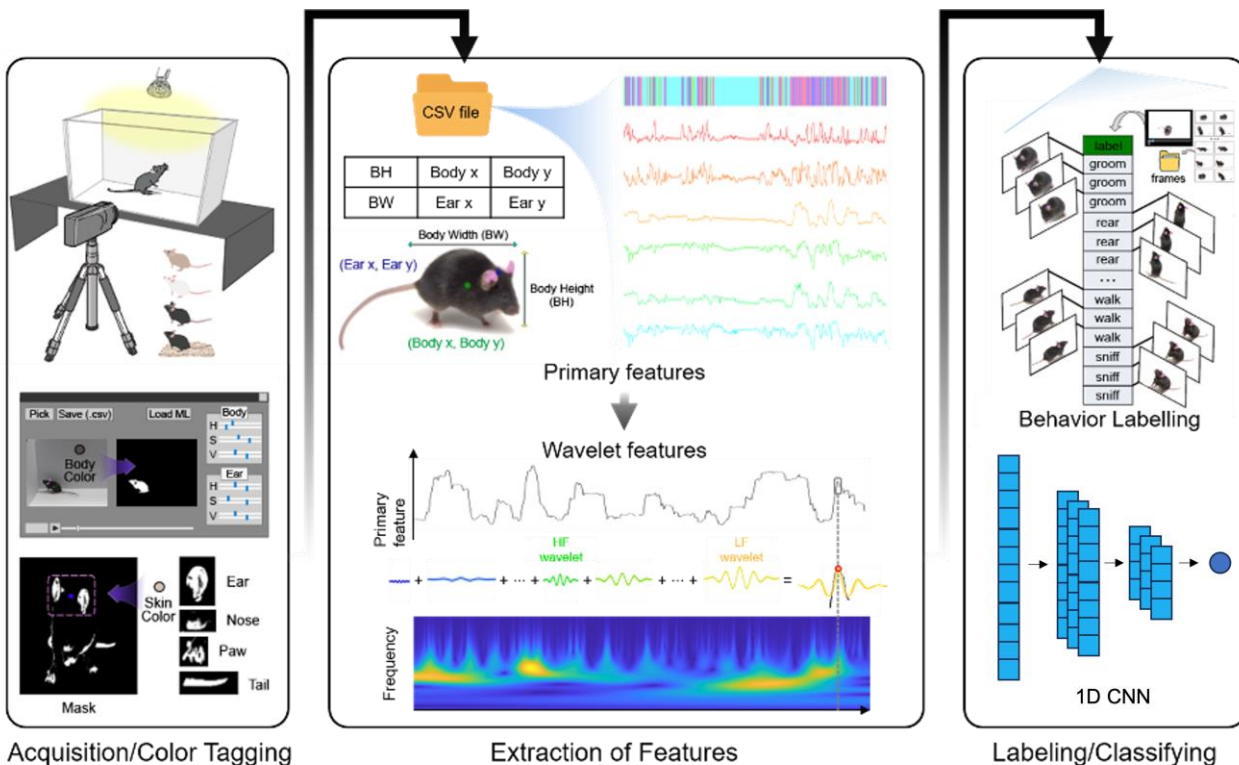 Pick
Save (.csv)
Load ML
Body
H
S
V
Body
Color
Ear
H
S
V
Skin
Color
Ear
Nose
Paw
Tail
Mask
Acquisition/Color Tagging
CSV file
BH Body x Body y
BW Ear x Ear y
Body Width (BW)
(Ear x, Ear y)
Body Height
(BH)
(Body x, Body y)
Primary features
Wavelet features
Primary
feature
HF
wavelet
LF
wavelet
+ + ... + + + ... + =
Frequency
Extraction of Features
label
groom
groom
groom
rear
rear
rear
...
walk
walk
walk
sniff
sniff
sniff
frames
Behavior Labelling
1D CNN
Labeling/Classifying